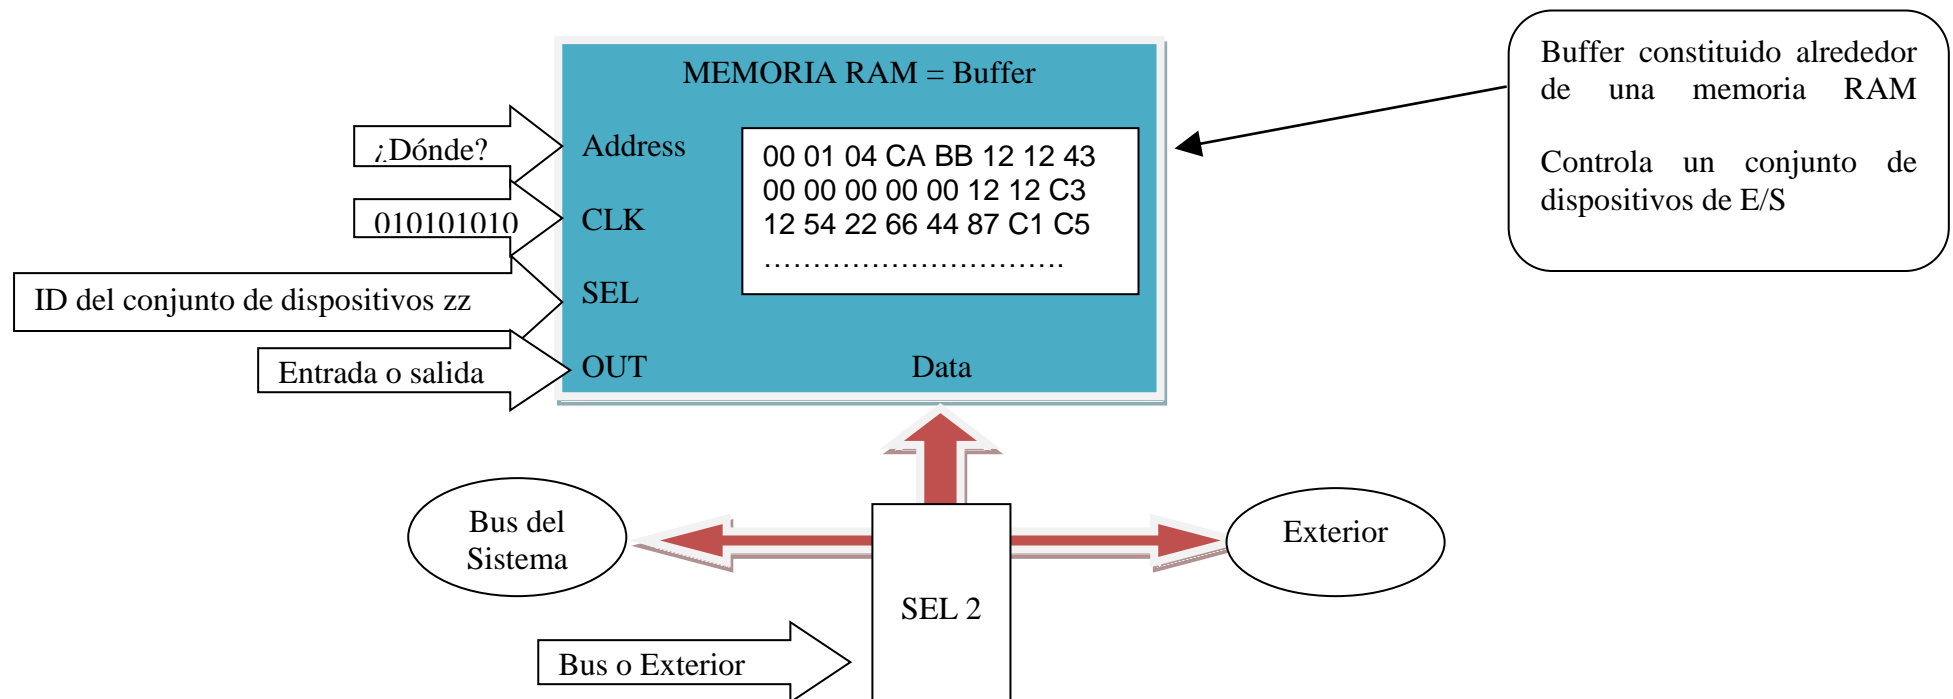 MEMORIA RAM = Buffer
Buffer constituido alrededor
de una memoria RAM
Controla un conjunto de
dispositivos de E/S
¿Dónde?
Address
00 01 04 CA BB 12 12 43
00 00 00 00 00 12 12 C3
12 54 22 66 44 87 C1 C5
…………………………
010101010
CLK
ID del conjunto de dispositivos zz
SEL
Entrada o salida
OUT
Data
Bus del
Sistema
Exterior
SEL 2
Bus o Exterior